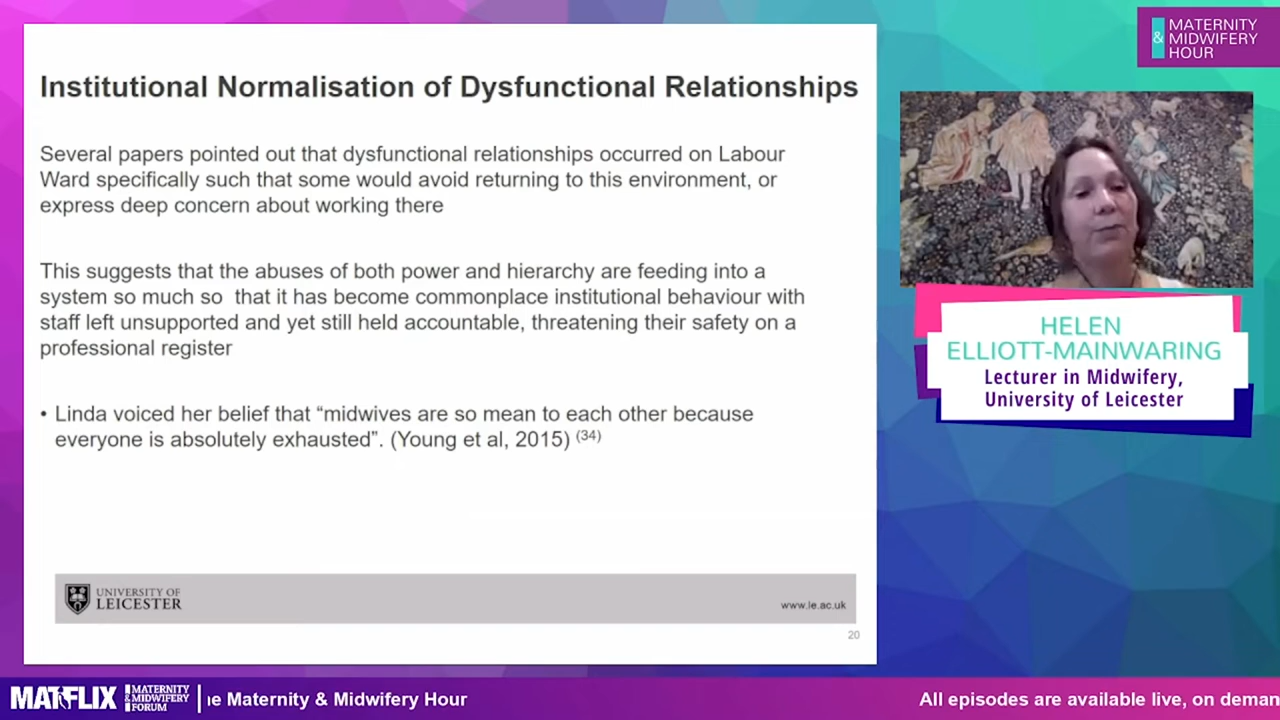 Institutional Normalisation of Dysfunctional Relationships
Several papers pointed out that dysfunctional relationships occurred on Labour
Ward specifically such that some would avoid returning to this environment, or
express deep concern about working there
This suggests that the abuses of both power and hierarchy are feeding into a
system so much so  that it has become commonplace institutional behaviour with
staff left unsupported and yet still held accountable, threatening their safety on a
professional register
• Linda voiced her belief that “midwives are so mean to each other because
everyone is absolutely exhausted”. (Young et al, 2015) (34)
UNIVERSITY OF
LEICESTER
www.le.ac.uk
20
MATERNITY
& MIDWIFERY
HOUR
HELEN
ELLIOTT-MAINWARING
Lecturer in Midwifery,
University of Leicester
MATFLIX
MATERNITY
& MIDWIFERY
FORUM
e Maternity & Midwifery Hour
All episodes are available live, on deman